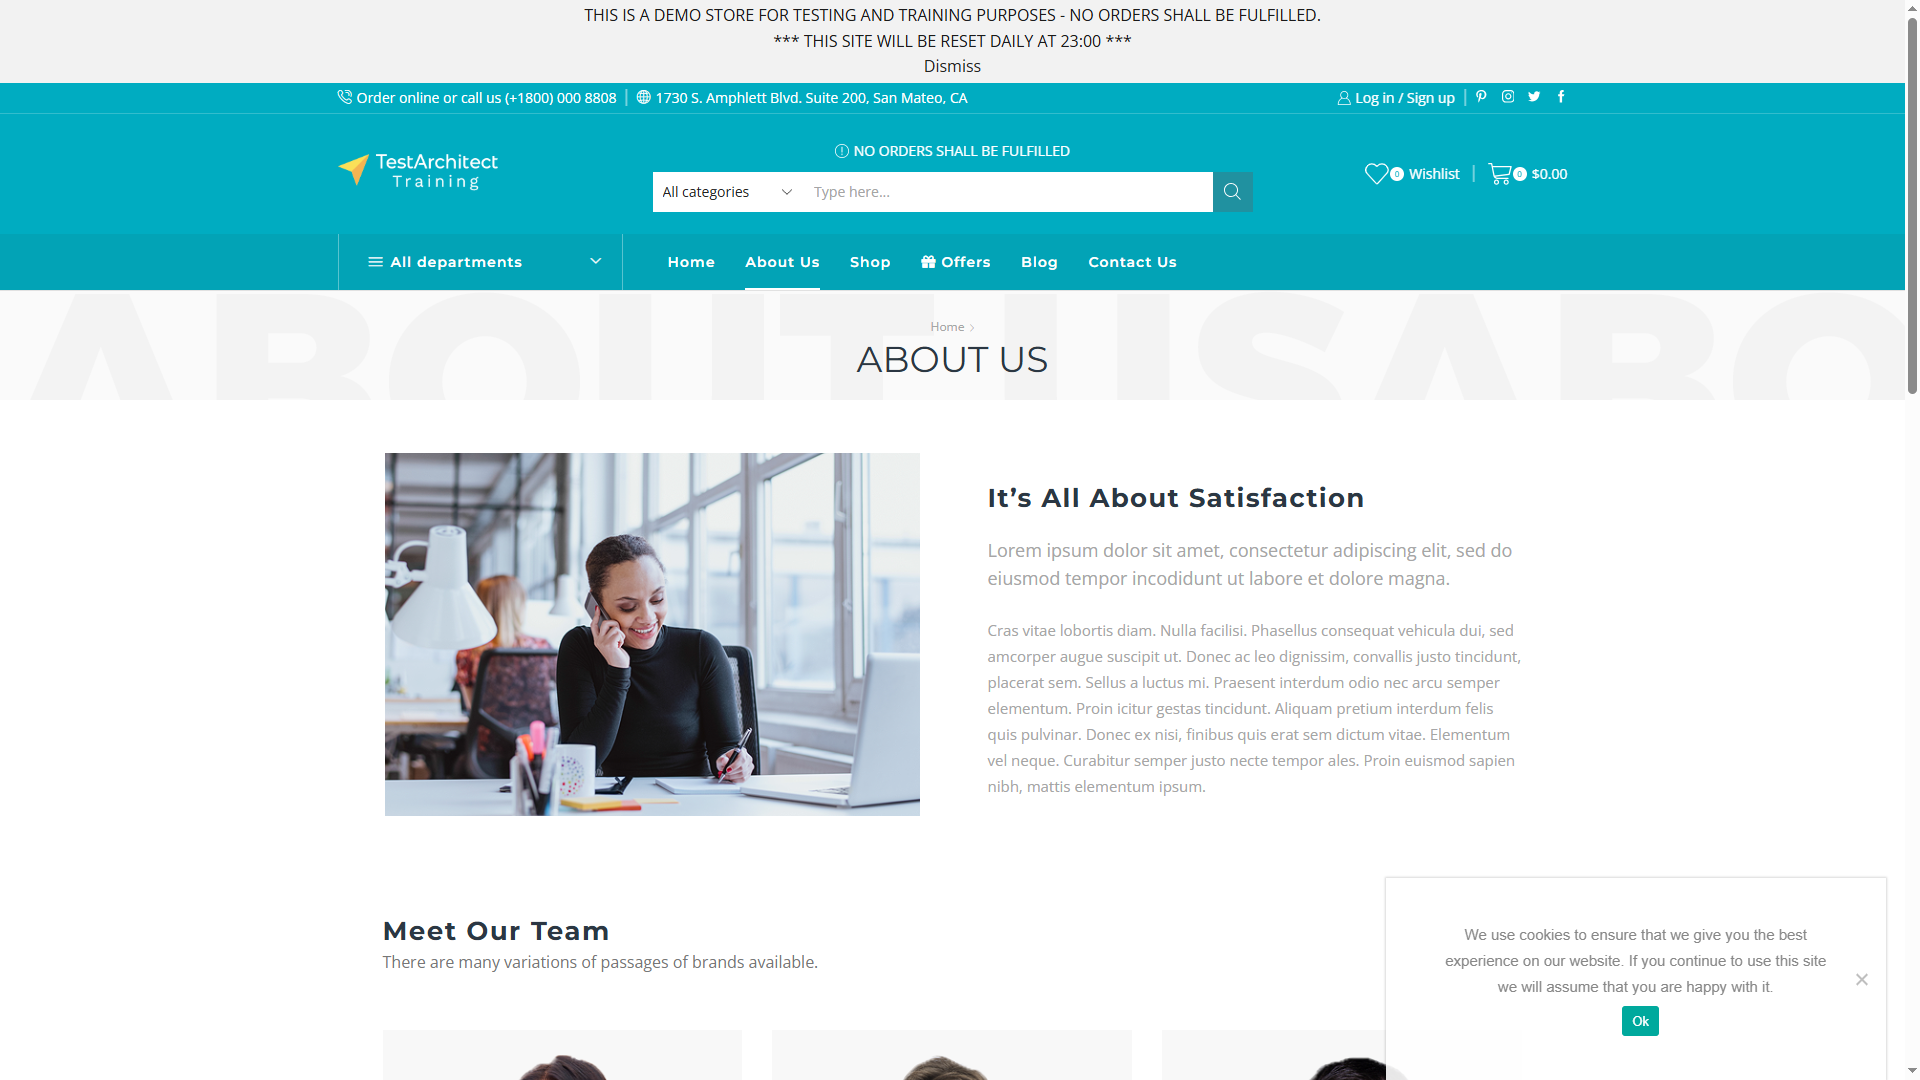 THIS IS A DEMO STORE FOR TESTING AND TRAINING PURPOSES - NO ORDERS SHALL BE FULFILLED.
*** THIS SITE WILL BE RESET DAILY AT 23:00 ***
Dismiss
Order online or call us (+1800) 000 8808
1730 S. Amphlett Blvd. Suite 200, San Mateo, CA
Log in / Sign up
TestArchitect
Training
NO ORDERS SHALL BE FULFILLED
All categories
Type here...
0 Wishlist
0 $0.00
All departments
Home
About Us
Shop
Offers
Blog
Contact Us
ABOUT US ABO
Home
ABOUT US
It’s All About Satisfaction
Lorem ipsum dolor sit amet, consectetur adipiscing elit, sed do
eiusmod tempor incodidunt ut labore et dolore magna.
Cras vitae lobortis diam. Nulla facilisi. Phasellus consequat vehicula dui, sed
amcorper augue suscipit ut. Donec ac leo dignissim, convallis justo tincidunt,
placerat sem. Sellus a luctus mi. Praesent interdum odio nec arcu semper
elementum. Proin icitur gestas tincidunt. Aliquam pretium interdum felis
quis pulvinar. Donec ex nisi, finibus quis erat sem dictum vitae. Elementum
vel neque. Curabitur semper justo necte tempor ales. Proin euismod sapien
nibh, mattis elementum ipsum.
Meet Our Team
There are many variations of passages of brands available.
We use cookies to ensure that we give you the best
experience on our website. If you continue to use this site
we will assume that you are happy with it.
Ok